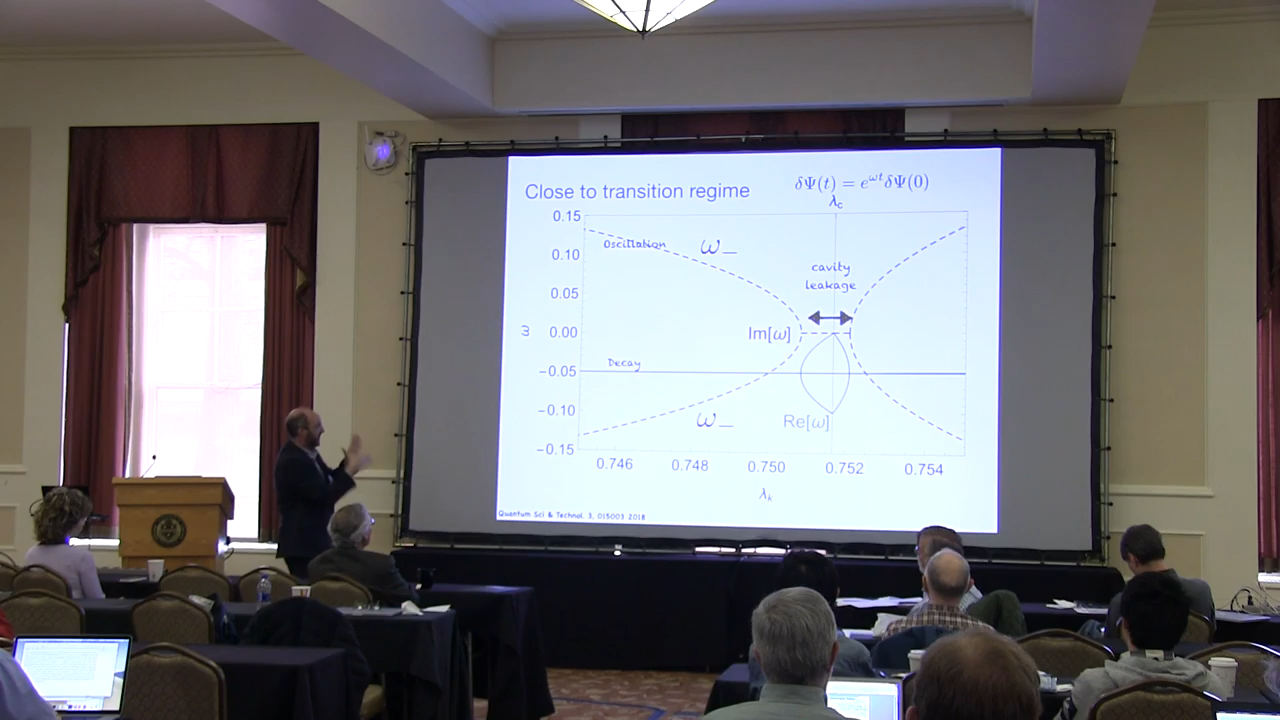 Close to transition regime
δΨ(t) = e^{ωt}δΨ(0)
λc
0.15
Oscillation
ω_
0.10
cavity
leakage
0.05
ω
0.00
Im[ω]
Decay
−0.05
−0.10
ω_
Re[ω]
−0.15
0.746 0.748 0.750 0.752 0.754
λk
Quantum Sci & Technol. 3, 015003 2018